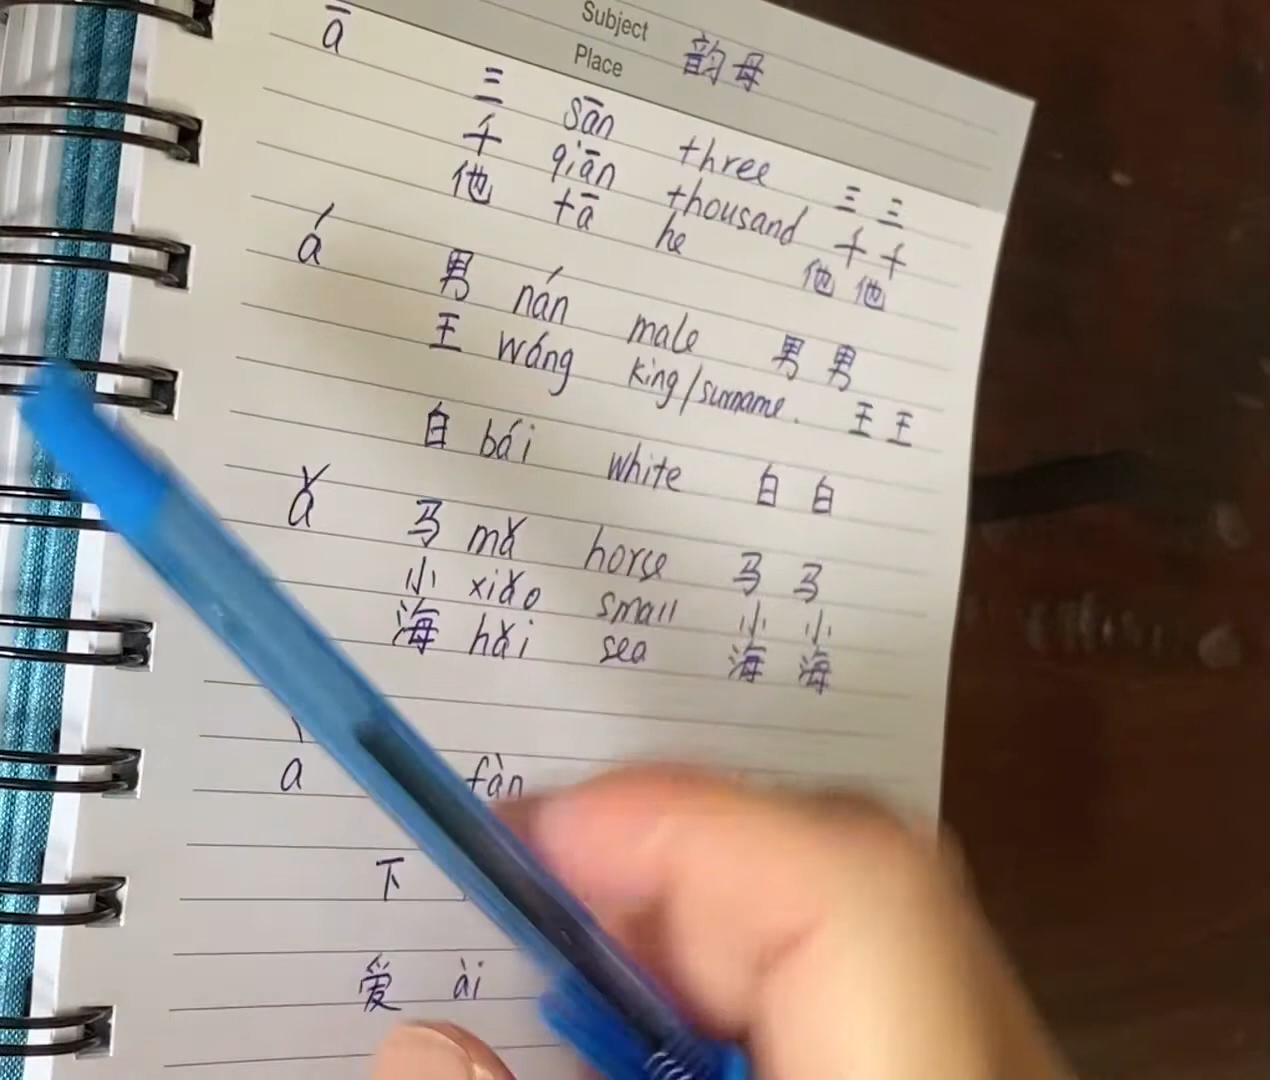 Subject 韵母
Place
ā
三 sān three 三 三
千 qiān thousand 千 千
他 tā he 他 他
á
男 nán male 男 男
王 wáng king/surname. 王 王
白 bái white 白 白
ǎ
马 mǎ horse 马 马
小 xiǎo small 小 小
海 hǎi sea 海 海
à fàn
下
爱 ài